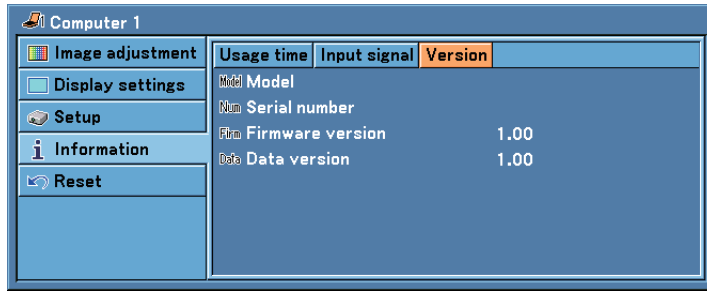 Computer 1
Image adjustment
Display settings
Setup
Information
Reset
Usage time Input signal Version
Model Model
Num Serial number
Firm Firmware version 1.00
Data Data version 1.00